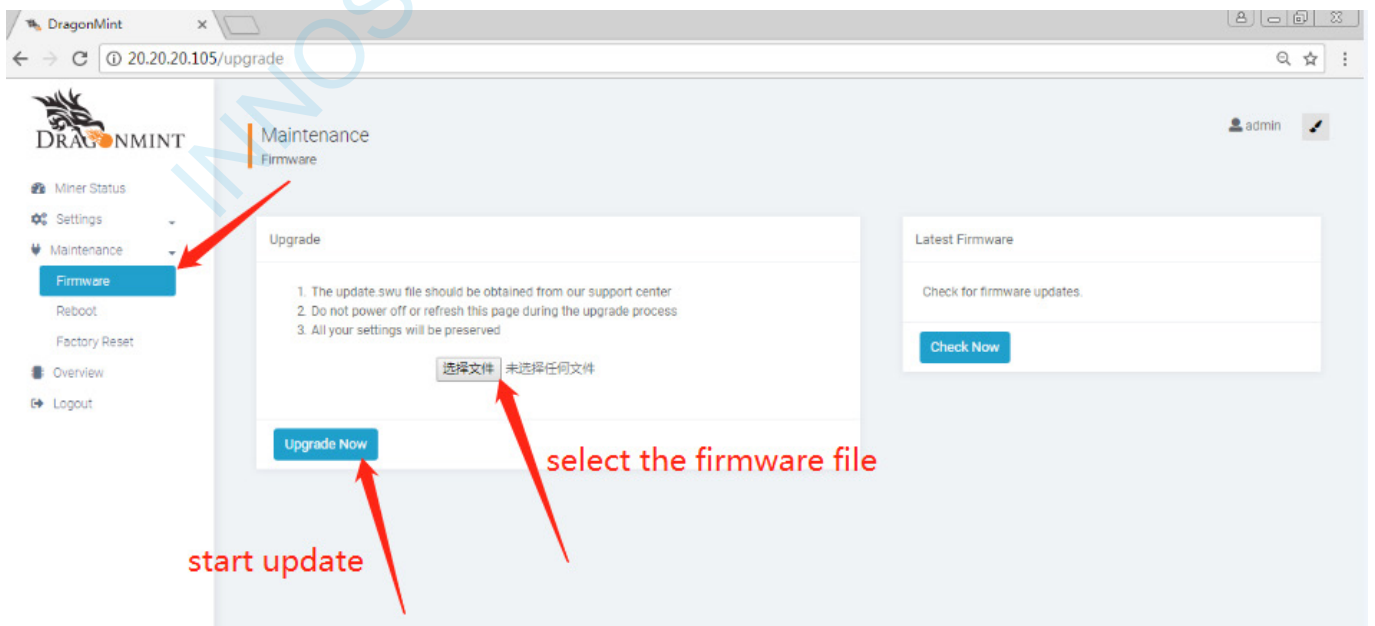 DragonMint
20.20.20.105/upgrade
DRAGONMINT
admin
Maintenance
Firmware
Miner Status
Settings
Maintenance
Firmware
Reboot
Factory Reset
Overview
Logout
Upgrade
1. The update.swu file should be obtained from our support center
2. Do not power off or refresh this page during the upgrade process
3. All your settings will be preserved
选择文件 未选择任何文件
Upgrade Now
Latest Firmware
Check for firmware updates.
Check Now
select the firmware file
start update
INNOS